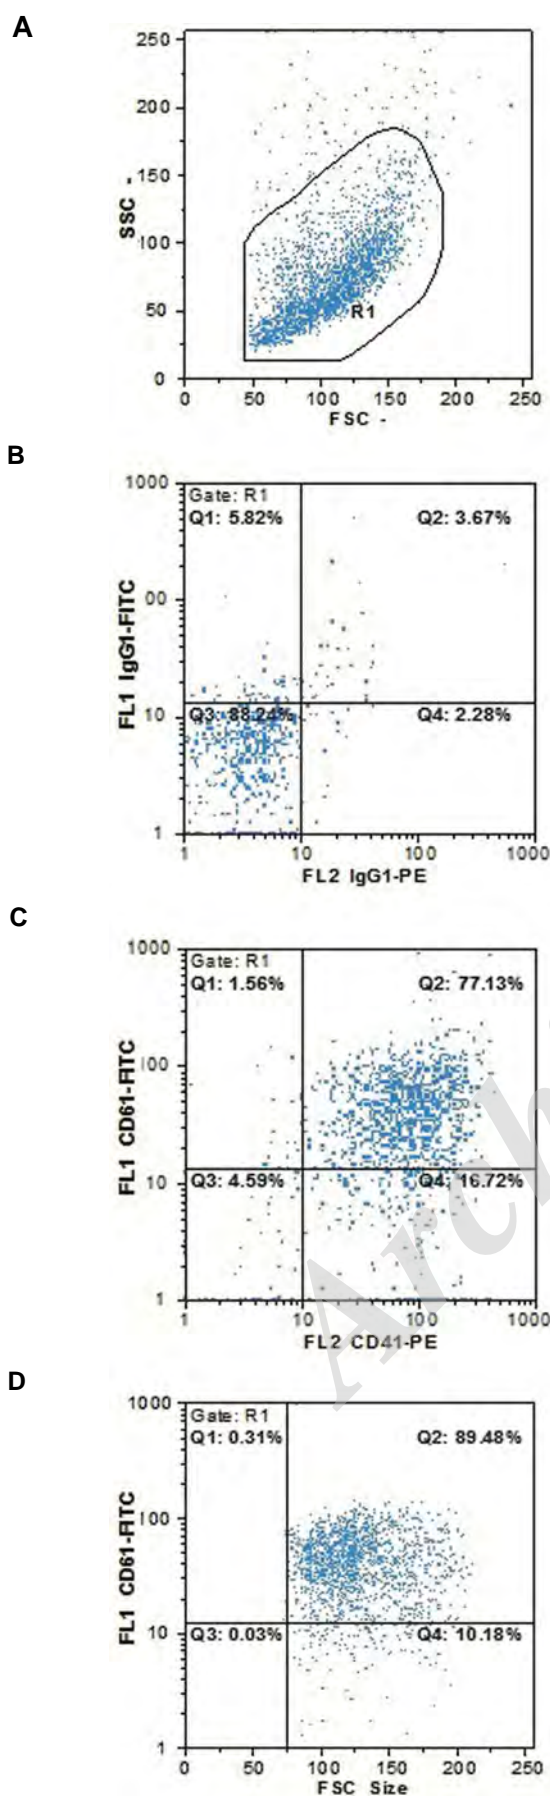 A
250
200
150
100
50
0
SSC -
R1
0 50 100 150 200 250
FSC -
B
1000
Gate: R1
Q1: 5.82% Q2: 3.67%
00
FL1 IgG1-FITC
Q3: 88.24% Q4: 2.28%
10
1
1 10 100 1000
FL2 IgG1-PE
C
1000
Gate: R1
Q1: 1.56% Q2: 77.13%
100
FL1 CD61-FITC
Q3: 4.59% Q4: 16.72%
10
1
1 10 100 1000
FL2 CD41-PE
Arch
D
1000
Gate: R1
Q1: 0.31% Q2: 89.48%
100
FL1 CD61-FITC
10
Q3: 0.03% Q4: 10.18%
1
0 50 100 150 200 250
FSC Size